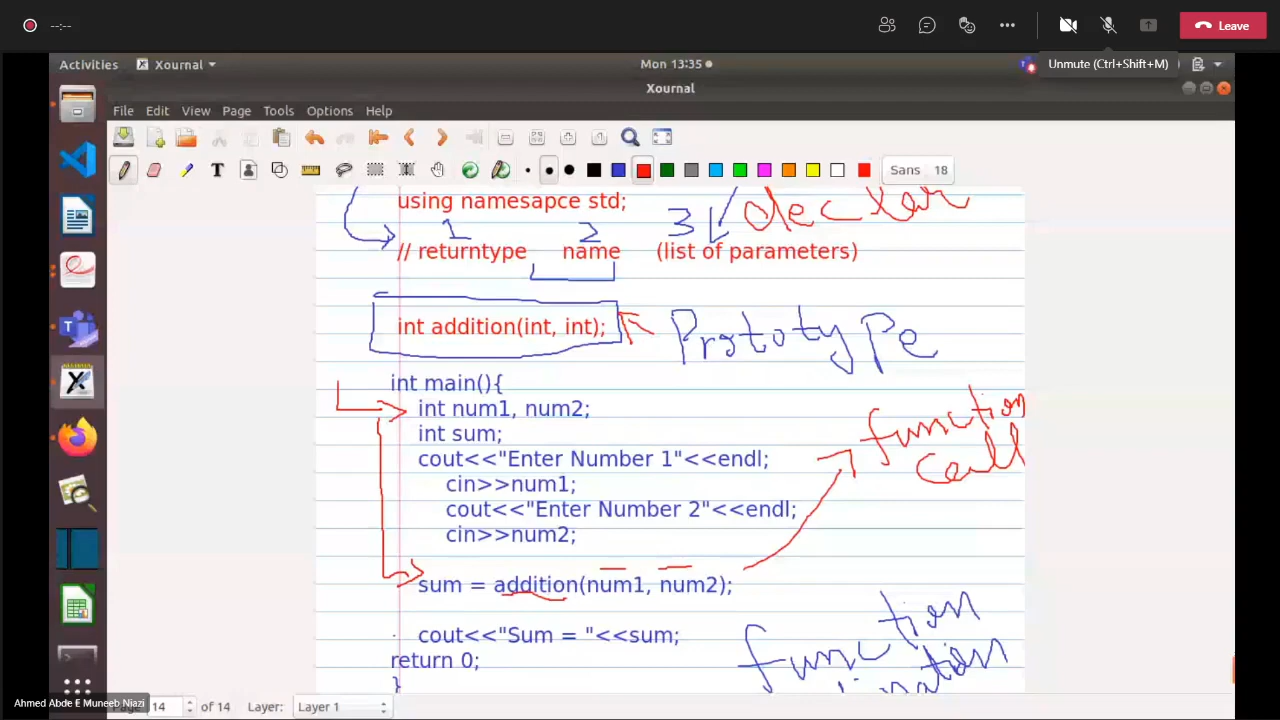 --:--
Leave
Activities Xournal Mon 13:35 Unmute (Ctrl+Shift+M)
Xournal
File Edit View Page Tools Options Help
Sans 18
using namesapce std; declar
1 2 3
// returntype name (list of parameters)
int addition(int, int); Prototype
int main(){
int num1, num2;
int sum;
function
call
cout<<"Enter Number 1"<<endl;
cin>>num1;
cout<<"Enter Number 2"<<endl;
cin>>num2;
sum = addition(num1, num2);
function
cout<<"Sum = "<<sum;
return 0;
}
Ahmed Abde E Muneeb Niazi
14 of 14 Layer: Layer 1